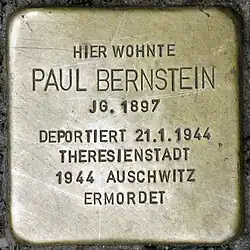 HIER WOHNTE
PAUL BERNSTEIN
JG. 1897
DEPORTIERT 21.1.1944
THERESIENSTADT
1944 AUSCHWITZ
ERMORDET